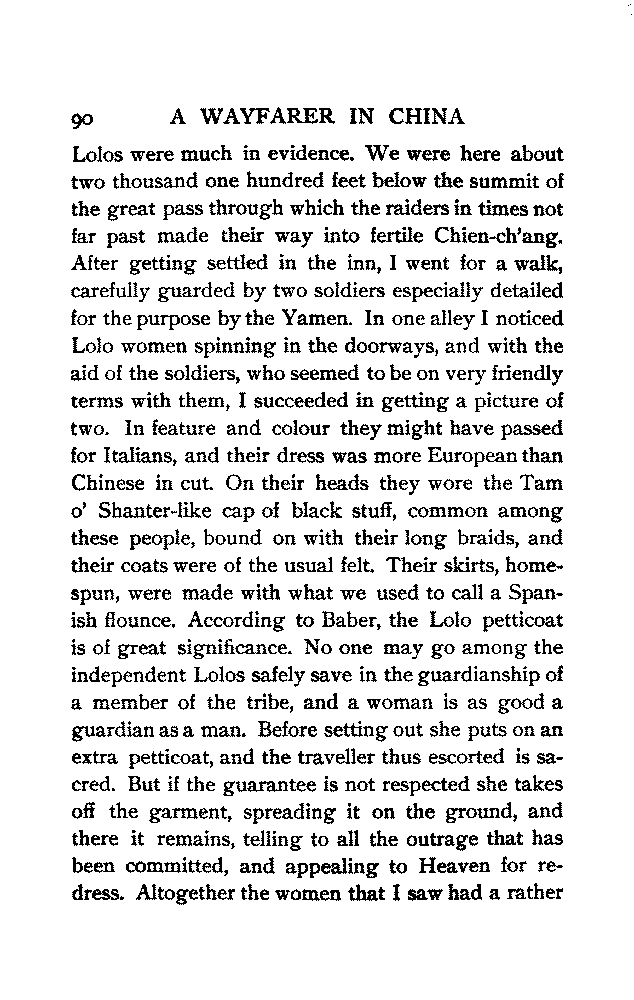 90 A WAYFARER IN CHINA
Lolos were much in evidence. We were here about
two thousand one hundred feet below the summit of
the great pass through which the raiders in times not
far past made their way into fertile Chien-ch'ang.
After getting settled in the inn, I went for a walk,
carefully guarded by two soldiers especially detailed
for the purpose by the Yamen. In one alley I noticed
Lolo women spinning in the doorways, and with the
aid of the soldiers, who seemed to be on very friendly
terms with them, I succeeded in getting a picture of
two. In feature and colour they might have passed
for Italians, and their dress was more European than
Chinese in cut. On their heads they wore the Tam
o' Shanter-like cap of black stuff, common among
these people, bound on with their long braids, and
their coats were of the usual felt. Their skirts, home-
spun, were made with what we used to call a Span-
ish flounce. According to Baber, the Lolo petticoat
is of great significance. No one may go among the
independent Lolos safely save in the guardianship of
a member of the tribe, and a woman is as good a
guardian as a man. Before setting out she puts on an
extra petticoat, and the traveller thus escorted is sa-
cred. But if the guarantee is not respected she takes
off the garment, spreading it on the ground, and
there it remains, telling to all the outrage that has
been committed, and appealing to Heaven for re-
dress. Altogether the women that I saw had a rather